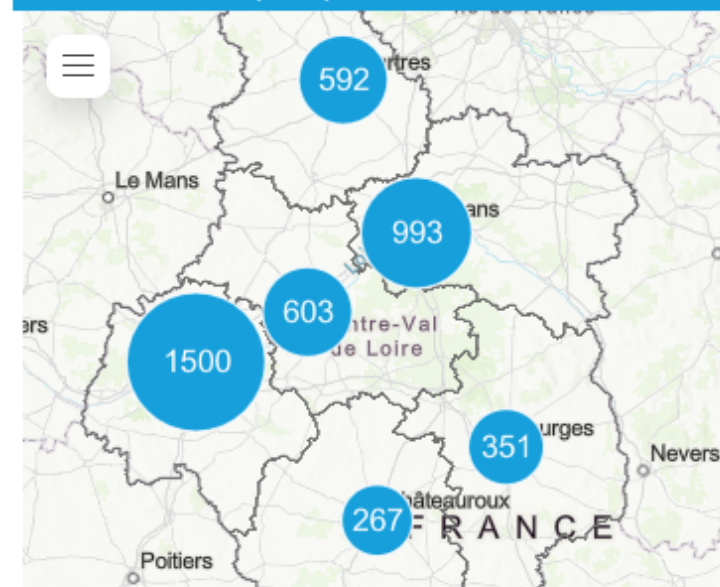 592
Le Mans
993
603
Centre-Val
de Loire
1500
351
Nevers
267
FRANCE
Poitiers